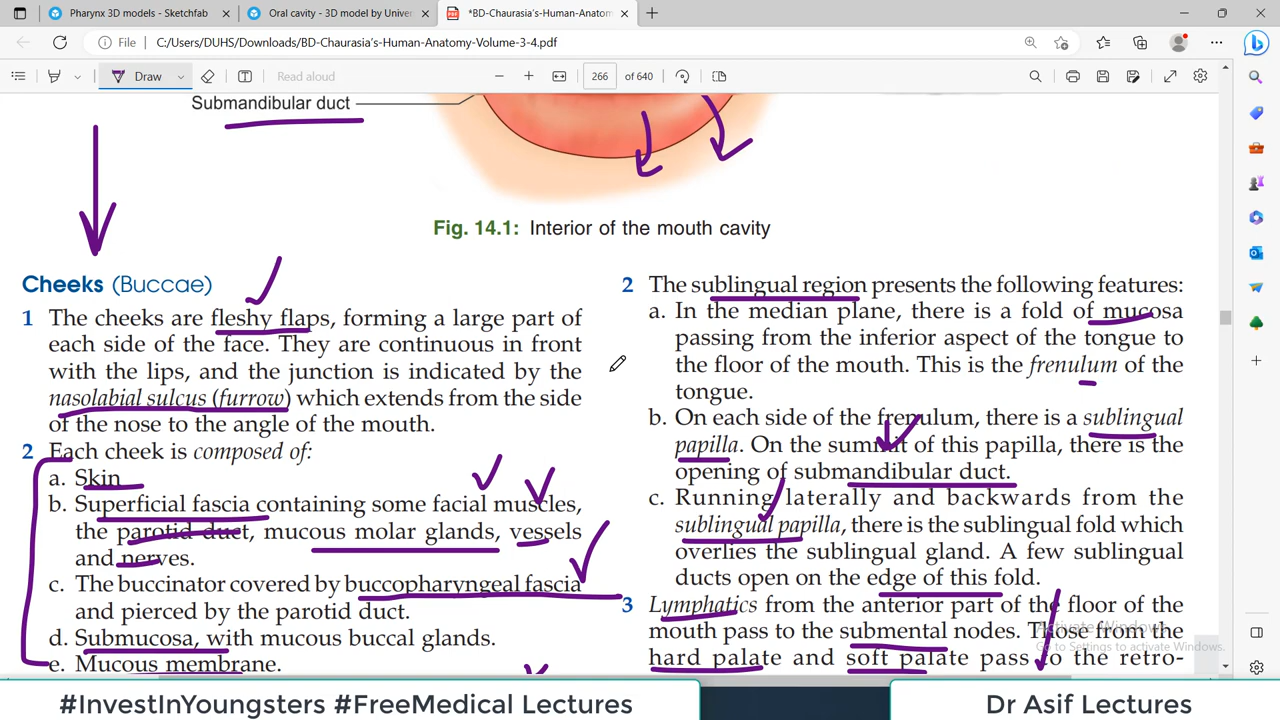 Pharynx 3D models - Sketchfab
Oral cavity - 3D model by Univer
*BD-Chaurasia's-Human-Anatom
File
C:/Users/DUHS/Downloads/BD-Chaurasia's-Human-Anatomy-Volume-3-4.pdf
Draw
Read aloud
266
of 640
Submandibular duct
Fig. 14.1: Interior of the mouth cavity
Cheeks (Buccae)
1 The cheeks are fleshy flaps, forming a large part of
each side of the face. They are continuous in front
with the lips, and the junction is indicated by the
nasolabial sulcus (furrow) which extends from the side
of the nose to the angle of the mouth.
2 Each cheek is composed of:
a. Skin
b. Superficial fascia containing some facial muscles,
the parotid duct, mucous molar glands, vessels
and nerves.
c. The buccinator covered by buccopharyngeal fascia
and pierced by the parotid duct.
d. Submucosa, with mucous buccal glands.
e. Mucous membrane.
2 The sublingual region presents the following features:
a. In the median plane, there is a fold of mucosa
passing from the inferior aspect of the tongue to
the floor of the mouth. This is the frenulum of the
tongue.
b. On each side of the frenulum, there is a sublingual
papilla. On the summit of this papilla, there is the
opening of submandibular duct.
c. Running laterally and backwards from the
sublingual papilla, there is the sublingual fold which
overlies the sublingual gland. A few sublingual
ducts open on the edge of this fold.
3 Lymphatics from the anterior part of the floor of the
mouth pass to the submental nodes. Those from the
hard palate and soft palate pass to the retro-
Activate Windows
Go to Settings to activate Windows.
#InvestInYoungsters #FreeMedical Lectures
Dr Asif Lectures